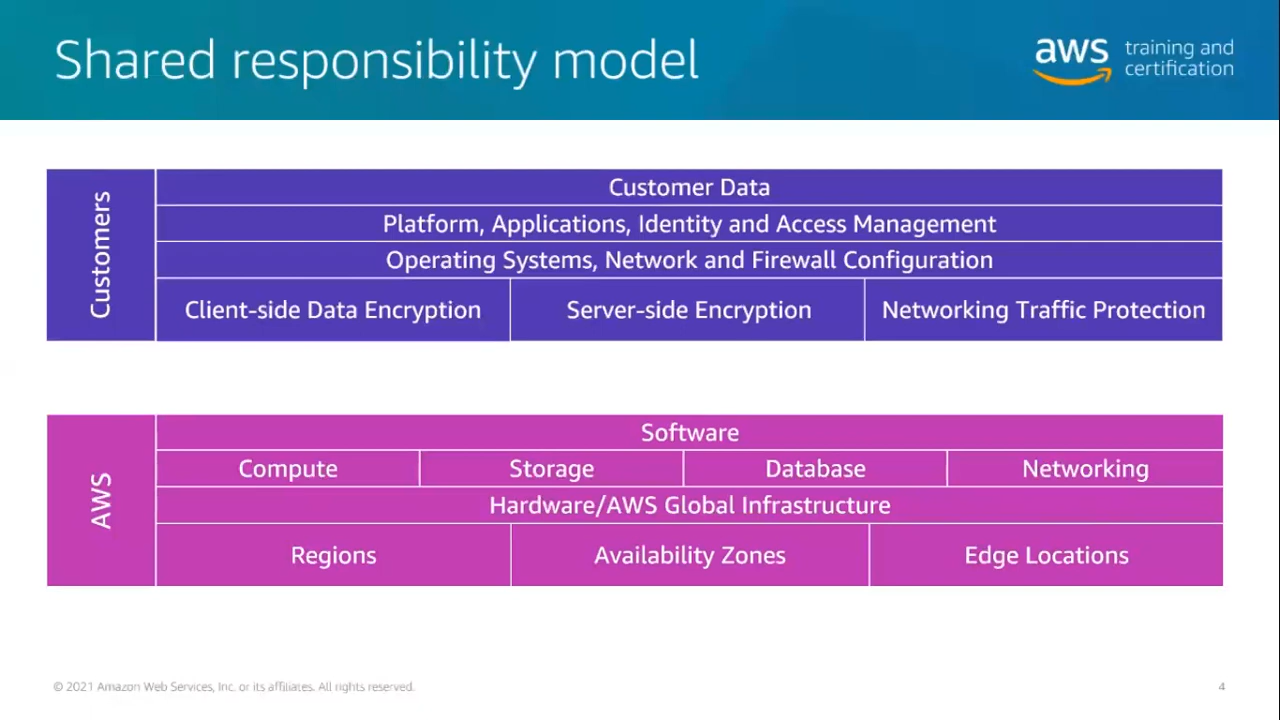 Shared responsibility model
aws training and
certification
Customers
Customer Data
Platform, Applications, Identity and Access Management
Operating Systems, Network and Firewall Configuration
Client-side Data Encryption
Server-side Encryption
Networking Traffic Protection
AWS
Software
Compute
Storage
Database
Networking
Hardware/AWS Global Infrastructure
Regions
Availability Zones
Edge Locations
© 2021 Amazon Web Services, Inc. or its affiliates. All rights reserved.
4